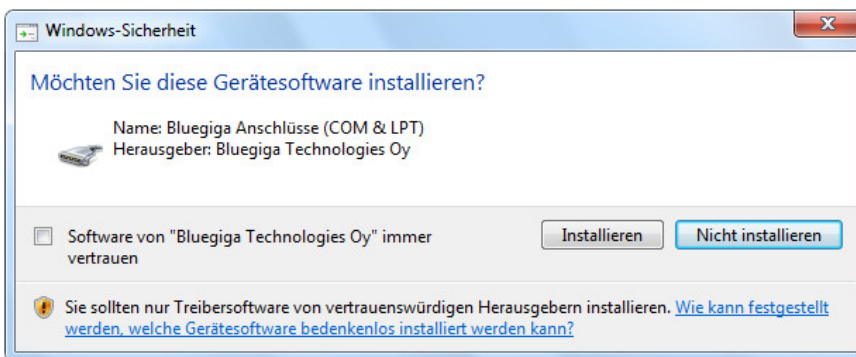 Windows-Sicherheit
Möchten Sie diese Gerätesoftware installieren?
Name: Bluegiga Anschlüsse (COM & LPT)
Herausgeber: Bluegiga Technologies Oy
Software von "Bluegiga Technologies Oy" immer
vertrauen
Installieren
Nicht installieren
Sie sollten nur Treibersoftware von vertrauenswürdigen Herausgebern installieren. Wie kann festgestellt
werden, welche Gerätesoftware bedenkenlos installiert werden kann?